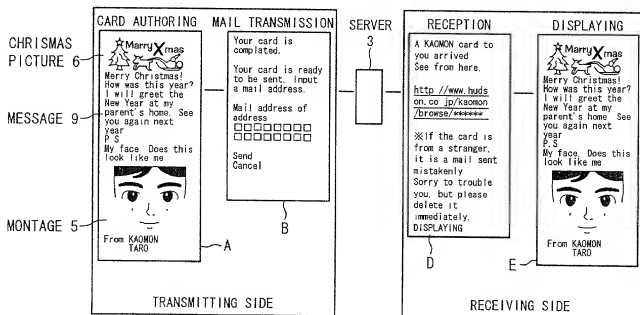 CARD AUTHORING
MAIL TRANSMISSION
SERVER
3
RECEPTION
DISPLAYING
CHRISMAS
PICTURE 6
MESSAGE 9
MONTAGE 5
Marry Xmas
Merry Christmas!
How was this year?
I will greet the
New Year at my
parent's home. See
you again next
year
P.S
My face. Does this
look like me
From KAOMON
TARO
A
Your card is
complated.
Your card is ready
to be sent. Input
a mail address.
Mail address of
address
□□□□□□□□
□□□□□□□□
Send
Cancel
B
A KAOMON card to
you arrived
See from here.
http://www.huds
on.co jp/kaomon
/browse/*******
※If the card is
from a stranger,
it is a mail sent
mistakenly
Sorry to trouble
you, but please
delete it
immediately.
DISPLAYING
D
Marry Xmas
Merry Christmas!
How was this year?
I will greet the
New Year at my
parent's home. See
you again next
year
P.S
My face. Does this
look like me
From KAOMON
TARO
E
TRANSMITTING SIDE
RECEIVING SIDE